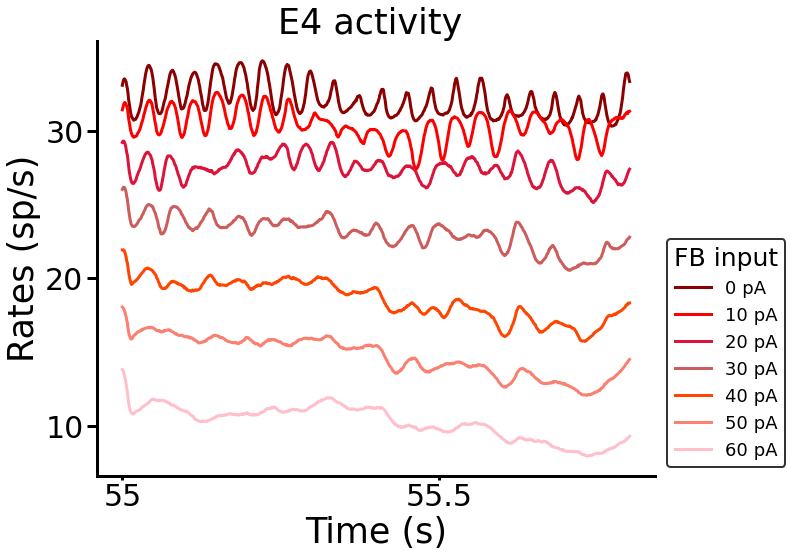 E4 activity
Rates (sp/s)
30
20
10
55
55.5
Time (s)
FB input
0 pA
10 pA
20 pA
30 pA
40 pA
50 pA
60 pA